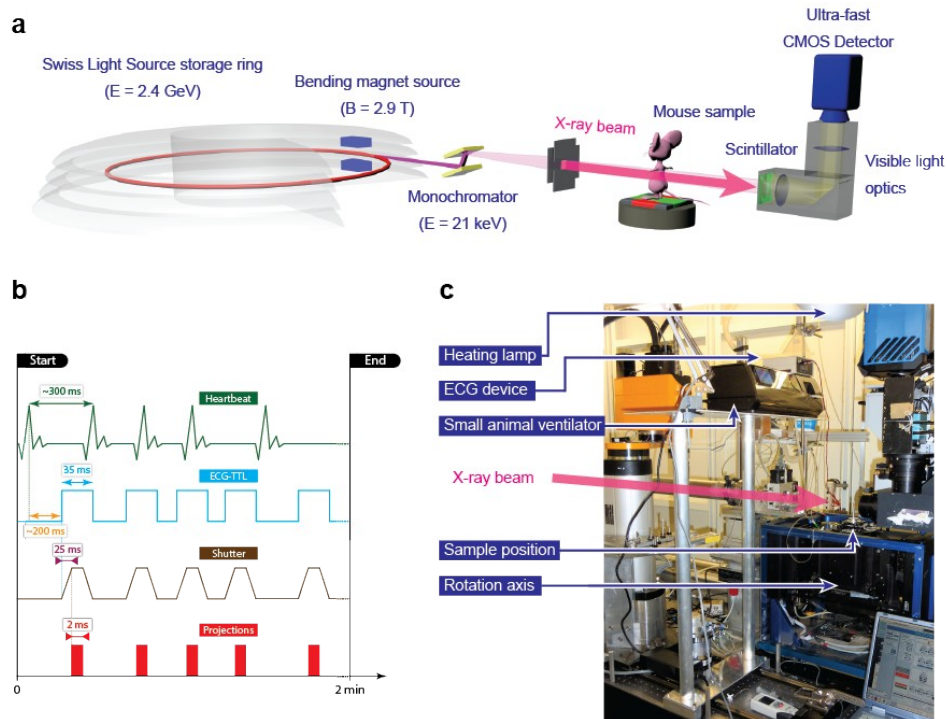 a
Swiss Light Source storage ring
(E = 2.4 GeV)
Bending magnet source
(B = 2.9 T)
Monochromator
(E = 21 keV)
X-ray beam
Mouse sample
Scintillator
Ultra-fast
CMOS Detector
Visible light
optics
b
Start
End
~300 ms
Heartbeat
35 ms
ECG-TTL
~200 ms
25 ms
Shutter
2 ms
Projections
0
2 min
c
Heating lamp
ECG device
Small animal ventilator
X-ray beam
Sample position
Rotation axis